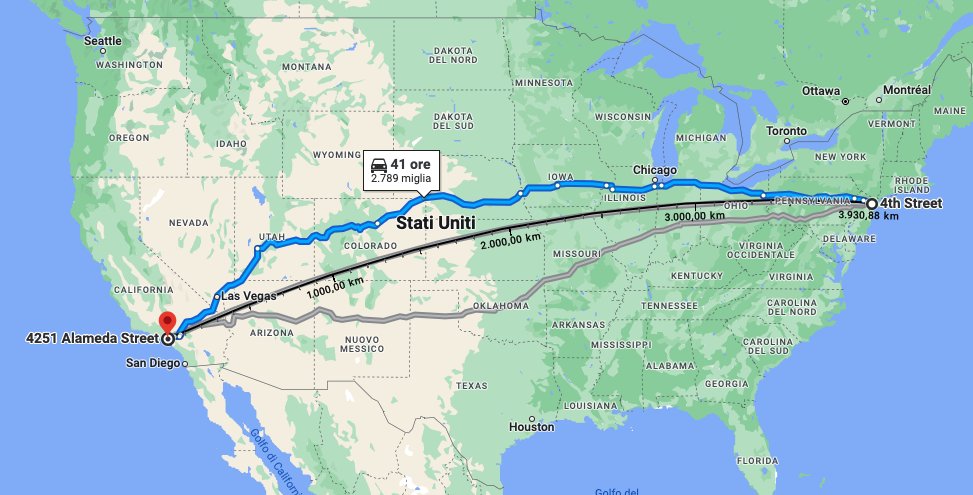 Seattle
WASHINGTON
MONTANA
DAKOTA
DEL NORD
MINNESOTA
Ottawa
Montréal
MAINE
VERMONT
OREGON
IDAHO
DAKOTA
DEL SUD
WISCONSIN
MICHIGAN
Toronto
NEW YORK
WYOMING
41 ore
2.789 miglia
IOWA
Chicago
RHODE
ISLAND
ILLINOIS
OHIO
PENNSYLVANIA
4th Street
3.930,88 km
NEVADA
UTAH
COLORADO
Stati Uniti
2.000,00 km
3.000,00 km
DELAWARE
MISSOURI
VIRGINIA
OCCIDENTALE
KENTUCKY
VIRGINIA
CALIFORNIA
Las Vegas
1.000,00 km
OKLAHOMA
TENNESSEE
CAROLINA
DEL NORD
4251 Alameda Street
ARIZONA
NUOVO
MESSICO
ARKANSAS
MISSISSIPPI
CAROLINA
DEL SUD
San Diego
ALABAMA
TEXAS
GEORGIA
LOUISIANA
Houston
Golfo di California
FLORIDA
Golfo del